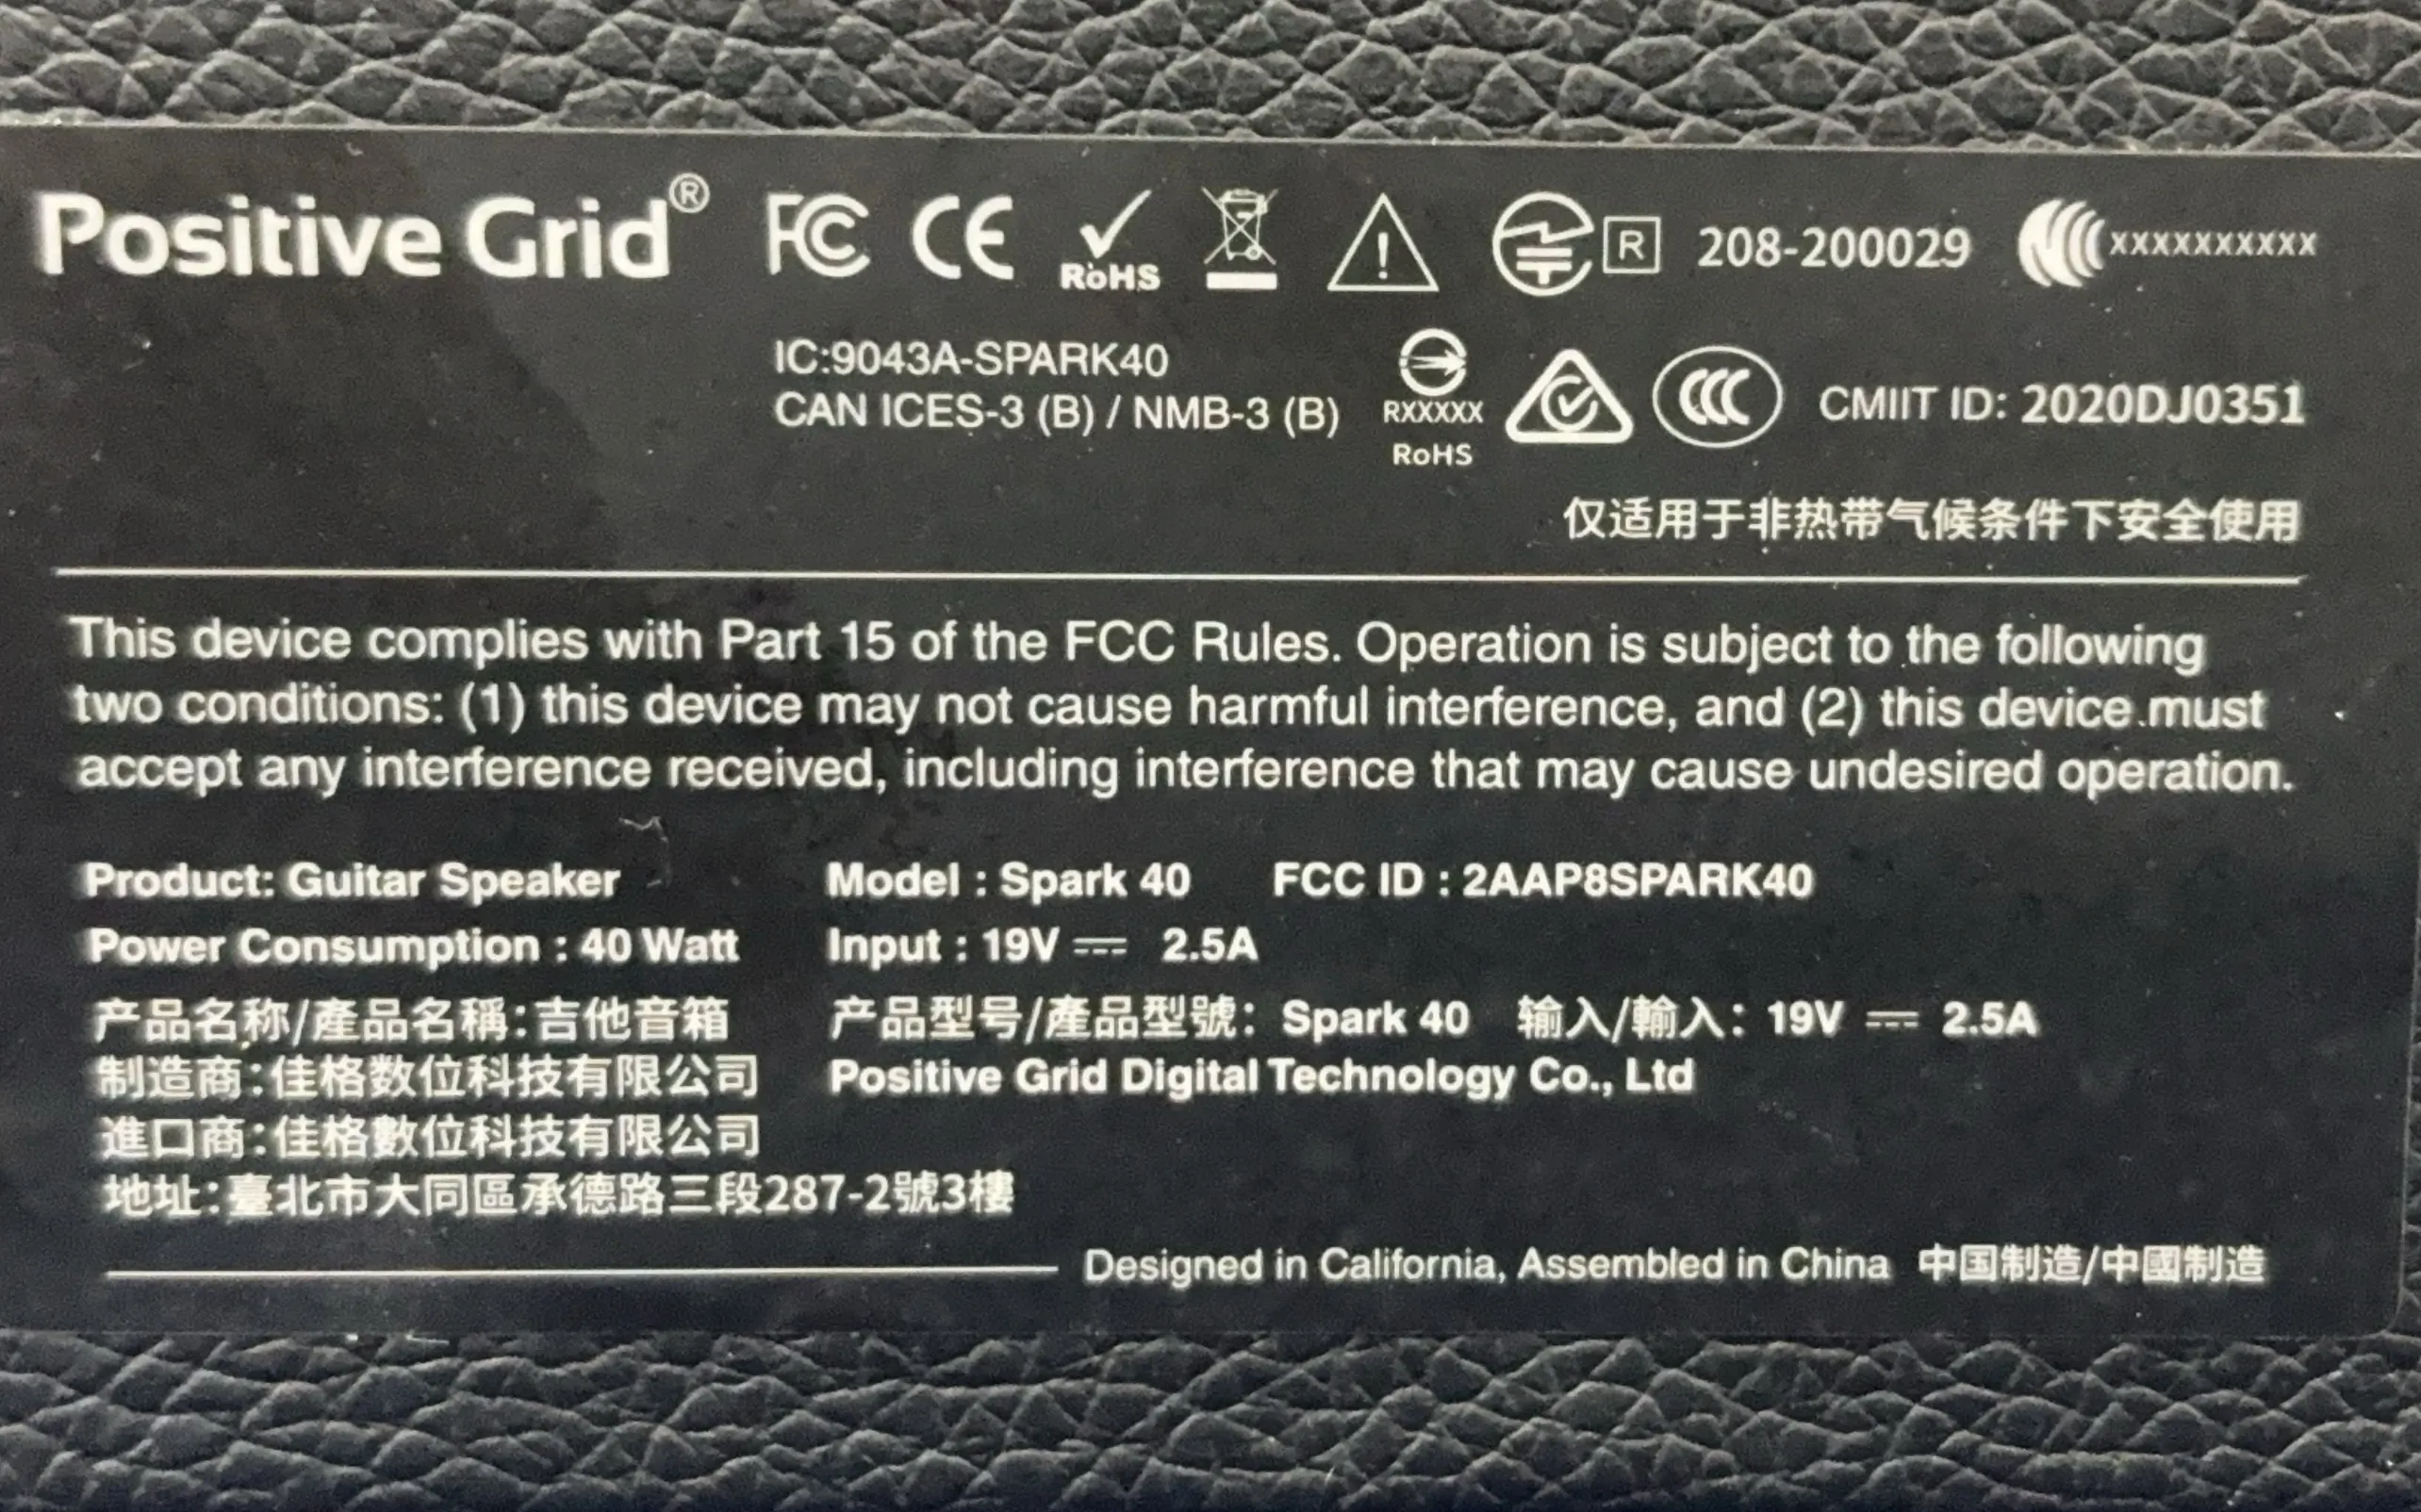 Positive Grid® FC CE RoHS R 208-200029 XXXXXXXXXX
IC:9043A-SPARK40
CAN ICES-3 (B) / NMB-3 (B) RXXXXX RoHS CCC CMIIT ID: 2020DJ0351
仅适用于非热带气候条件下安全使用
This device complies with Part 15 of the FCC Rules. Operation is subject to the following
two conditions: (1) this device may not cause harmful interference, and (2) this device must
accept any interference received, including interference that may cause undesired operation.
Product: Guitar Speaker Model : Spark 40 FCC ID : 2AAP8SPARK40
Power Consumption : 40 Watt Input : 19V ⎓ 2.5A
产品名称/產品名稱:吉他音箱 产品型号/產品型號: Spark 40 输入/輸入: 19V ⎓ 2.5A
制造商:佳格数位科技有限公司 Positive Grid Digital Technology Co., Ltd
進口商:佳格數位科技有限公司
地址:臺北市大同區承德路三段287-2號3樓
Designed in California, Assembled in China 中国制造/中國制造